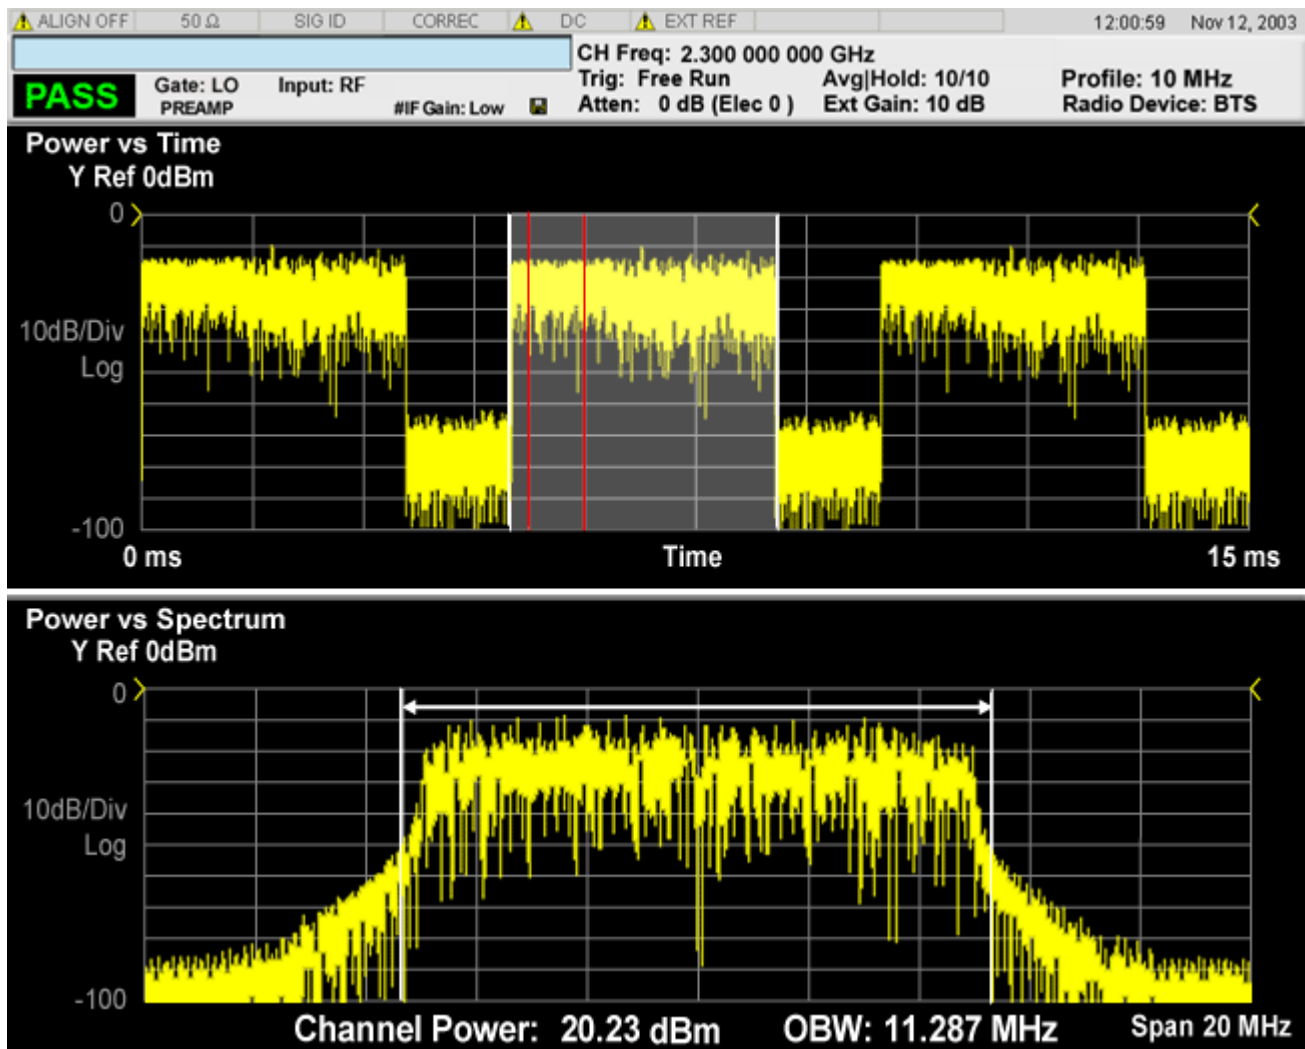 ALIGN OFF 50 Ω SIG ID CORREC DC EXT REF 12:00:59 Nov 12, 2003
CH Freq: 2.300 000 000 GHz
PASS Gate: LO Input: RF Trig: Free Run Avg|Hold: 10/10 Profile: 10 MHz
PREAMP #IF Gain: Low Atten: 0 dB (Elec 0 ) Ext Gain: 10 dB Radio Device: BTS
Power vs Time
Y Ref 0dBm
0
10dB/Div
Log
-100
0 ms Time 15 ms
Power vs Spectrum
Y Ref 0dBm
0
10dB/Div
Log
-100
Channel Power: 20.23 dBm OBW: 11.287 MHz Span 20 MHz